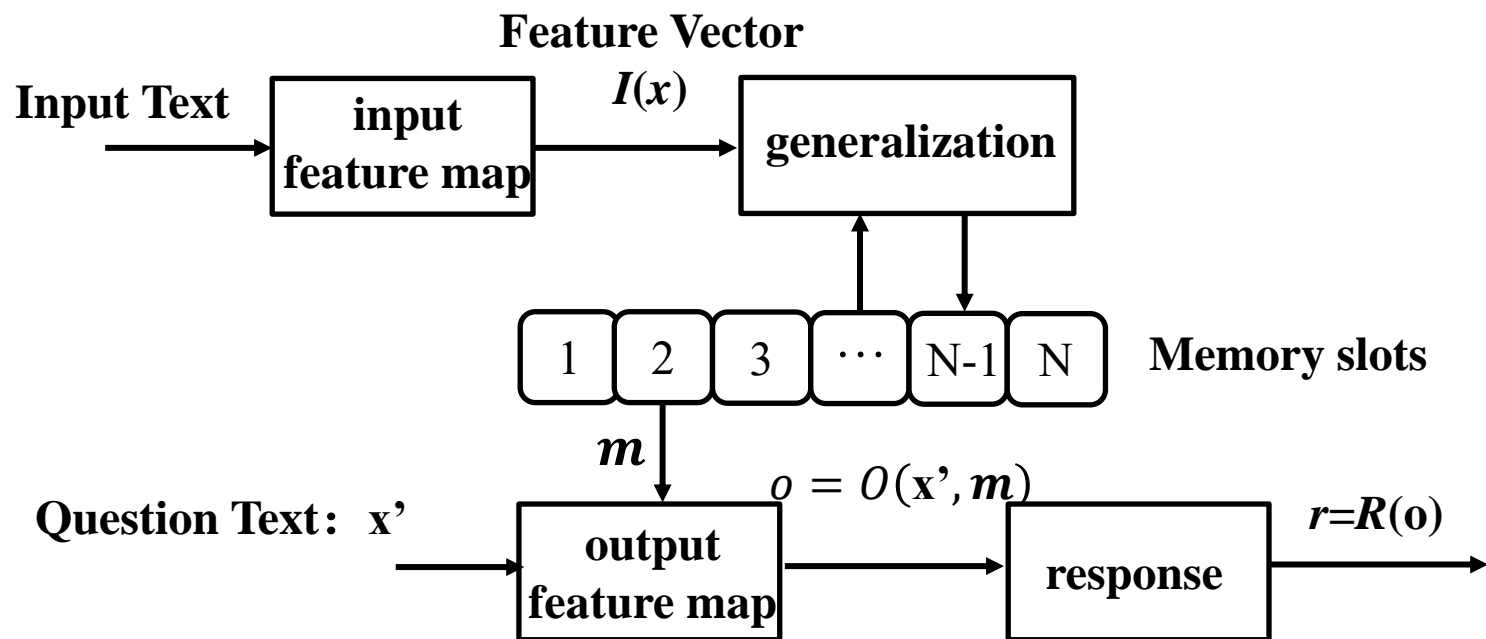 Feature Vector
Input Text
input
feature map
I(x)
generalization
1 2 3 ··· N-1 N
Memory slots
m
o = O(x’, m)
Question Text：x’
output
feature map
response
r=R(o)